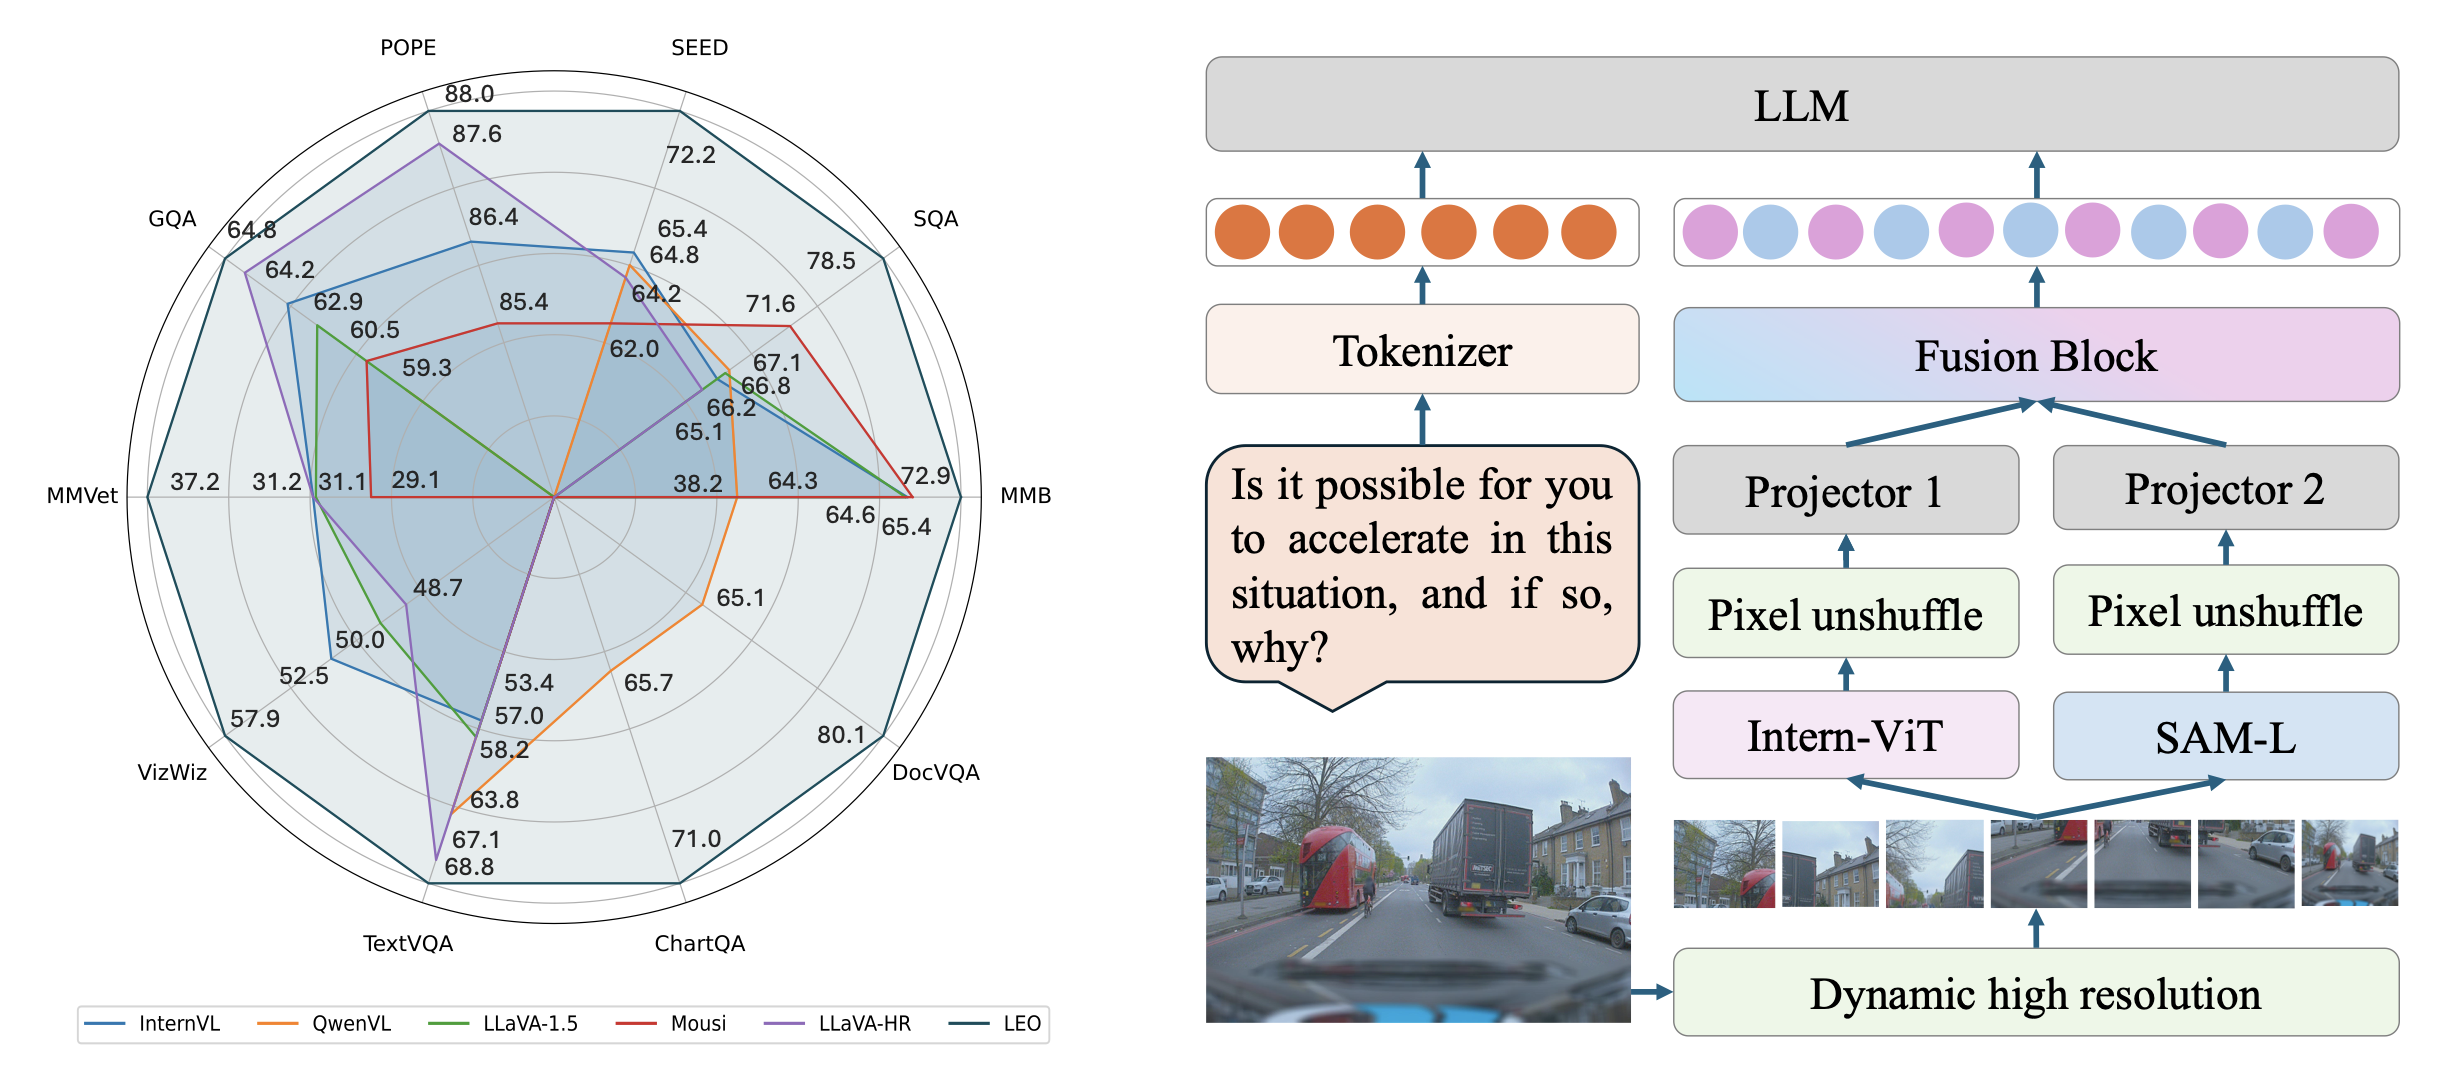 POPE
SEED
88.0
87.6
72.2
GQA
SQA
64.8
86.4
65.4
64.8
78.5
64.2
64.2
62.9
85.4
71.6
60.5
62.0
59.3
67.1
66.8
66.2
65.1
MMVet
37.2
31.2
31.1
29.1
38.2
64.3
72.9
MMB
64.6
65.4
48.7
65.1
50.0
52.5
53.4
65.7
57.9
57.0
58.2
80.1
VizWiz
DocVQA
63.8
67.1
71.0
68.8
TextVQA
ChartQA
InternVL
QwenVL
LLaVA-1.5
Mousi
LLaVA-HR
LEO
LLM
Tokenizer
Fusion Block
Is it possible for you
to accelerate in this
situation, and if so,
why?
Projector 1
Projector 2
Pixel unshuffle
Pixel unshuffle
Intern-ViT
SAM-L
Dynamic high resolution